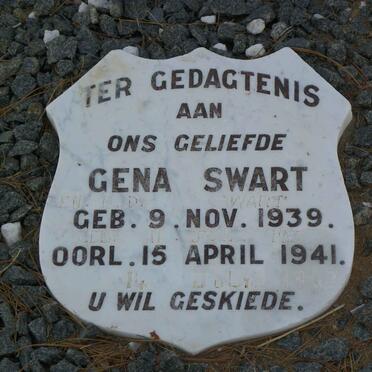 TER GEDAGTENIS
AAN
ONS GELIEFDE
GENA SWART
GEB. 9. NOV. 1939.
OORL. 15 APRIL 1941.
U WIL GESKIEDE.